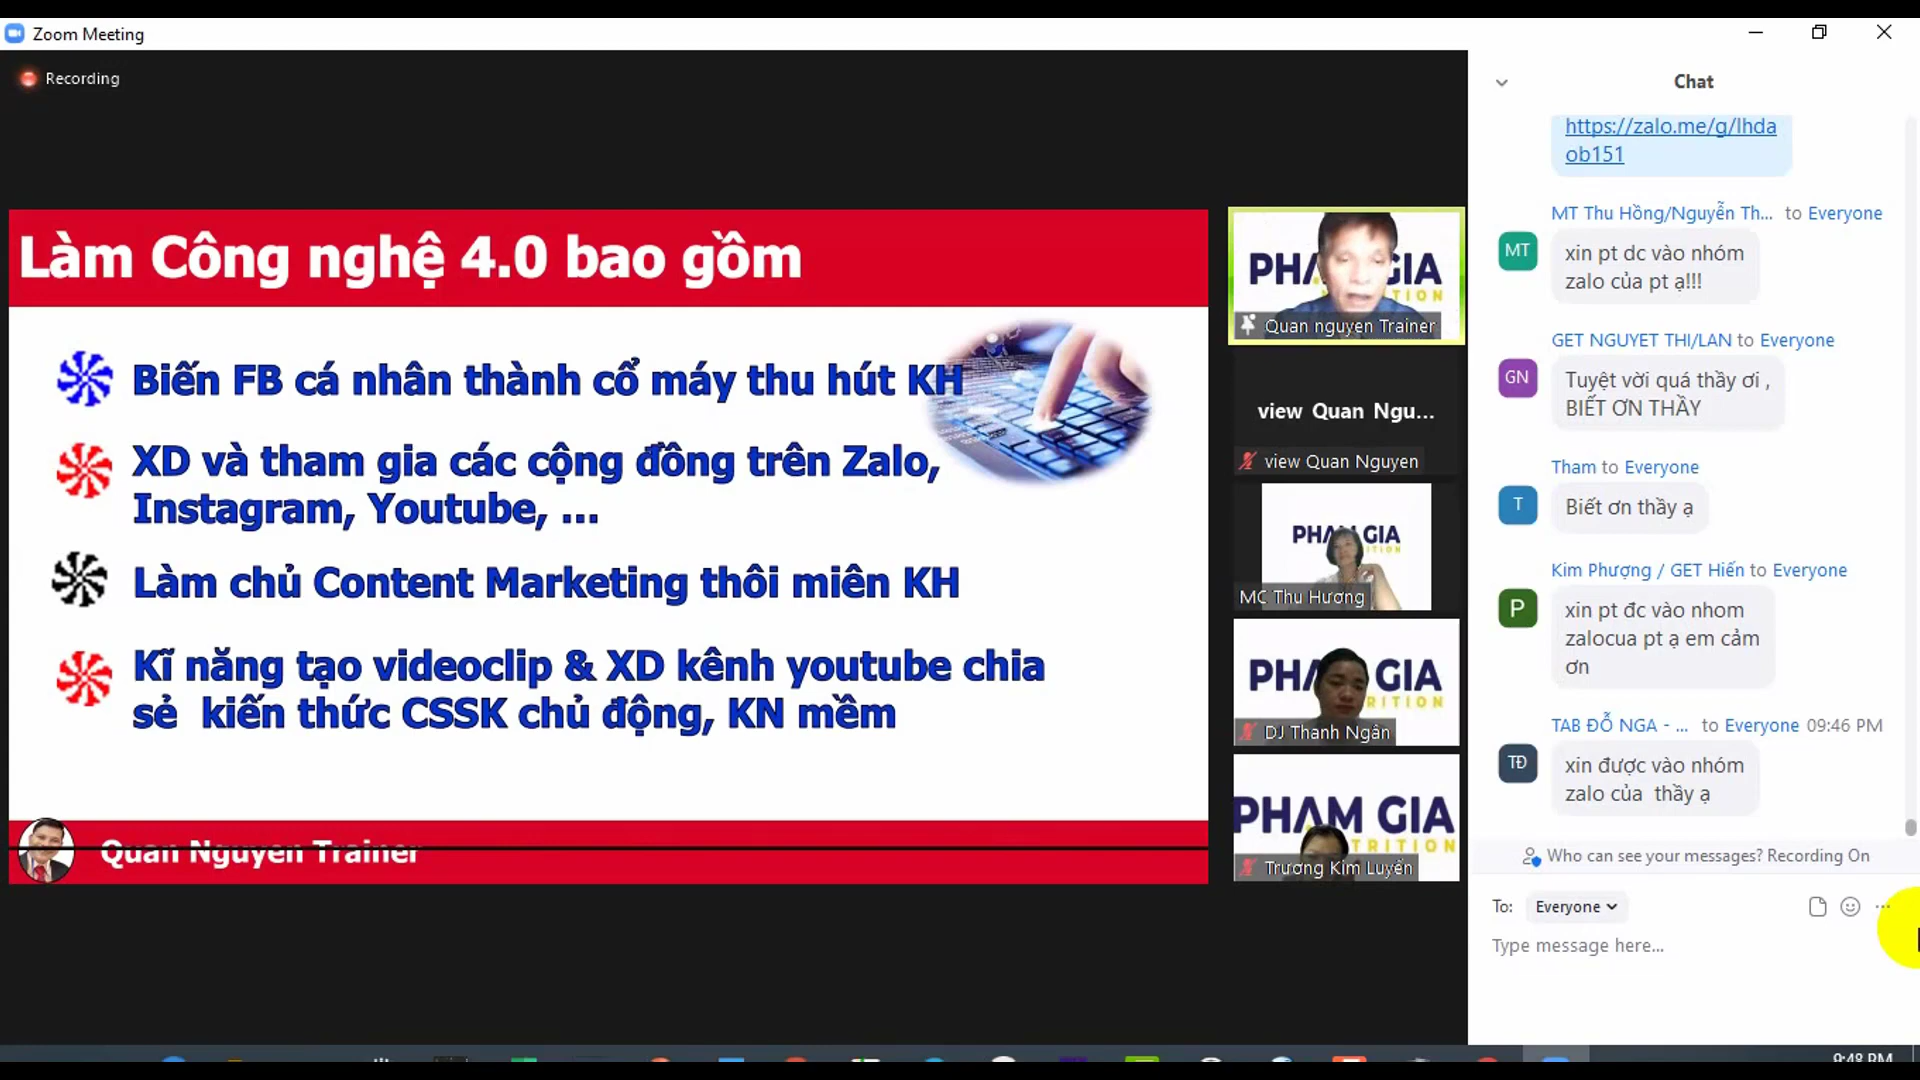 Zoom Meeting
Recording
Làm Công nghệ 4.0 bao gồm
Biến FB cá nhân thành cổ máy thu hút KH
XD và tham gia các cộng đồng trên Zalo,
Instagram, Youtube, ...
Làm chủ Content Marketing thôi miên KH
Kĩ năng tạo videoclip & XD kênh youtube chia
sẻ kiến thức CSSK chủ động, KN mềm
Quan Nguyen Trainer
Quan nguyen Trainer
view Quan Ngu...
view Quan Nguyen
PHAM GIA
MC Thu Hương
DJ Thanh Ngân
PHAM GIA
Trương Kim Luyến
Chat
https://zalo.me/g/lhda
ob151
MT Thu Hồng/Nguyễn Th... to Everyone
MT
xin pt dc vào nhóm
zalo của pt ạ!!!
GET NGUYET THI/LAN to Everyone
GN
Tuyệt vời quá thầy ơi ,
BIẾT ƠN THẦY
Tham to Everyone
T
Biết ơn thầy ạ
Kim Phượng / GET Hiến to Everyone
P
xin pt đc vào nhom
zalocua pt ạ em cảm
ơn
TAB ĐỖ NGA - ... to Everyone 09:46 PM
TĐ
xin được vào nhóm
zalo của thầy ạ
Who can see your messages? Recording On
To: Everyone
Type message here...
9:48 PM